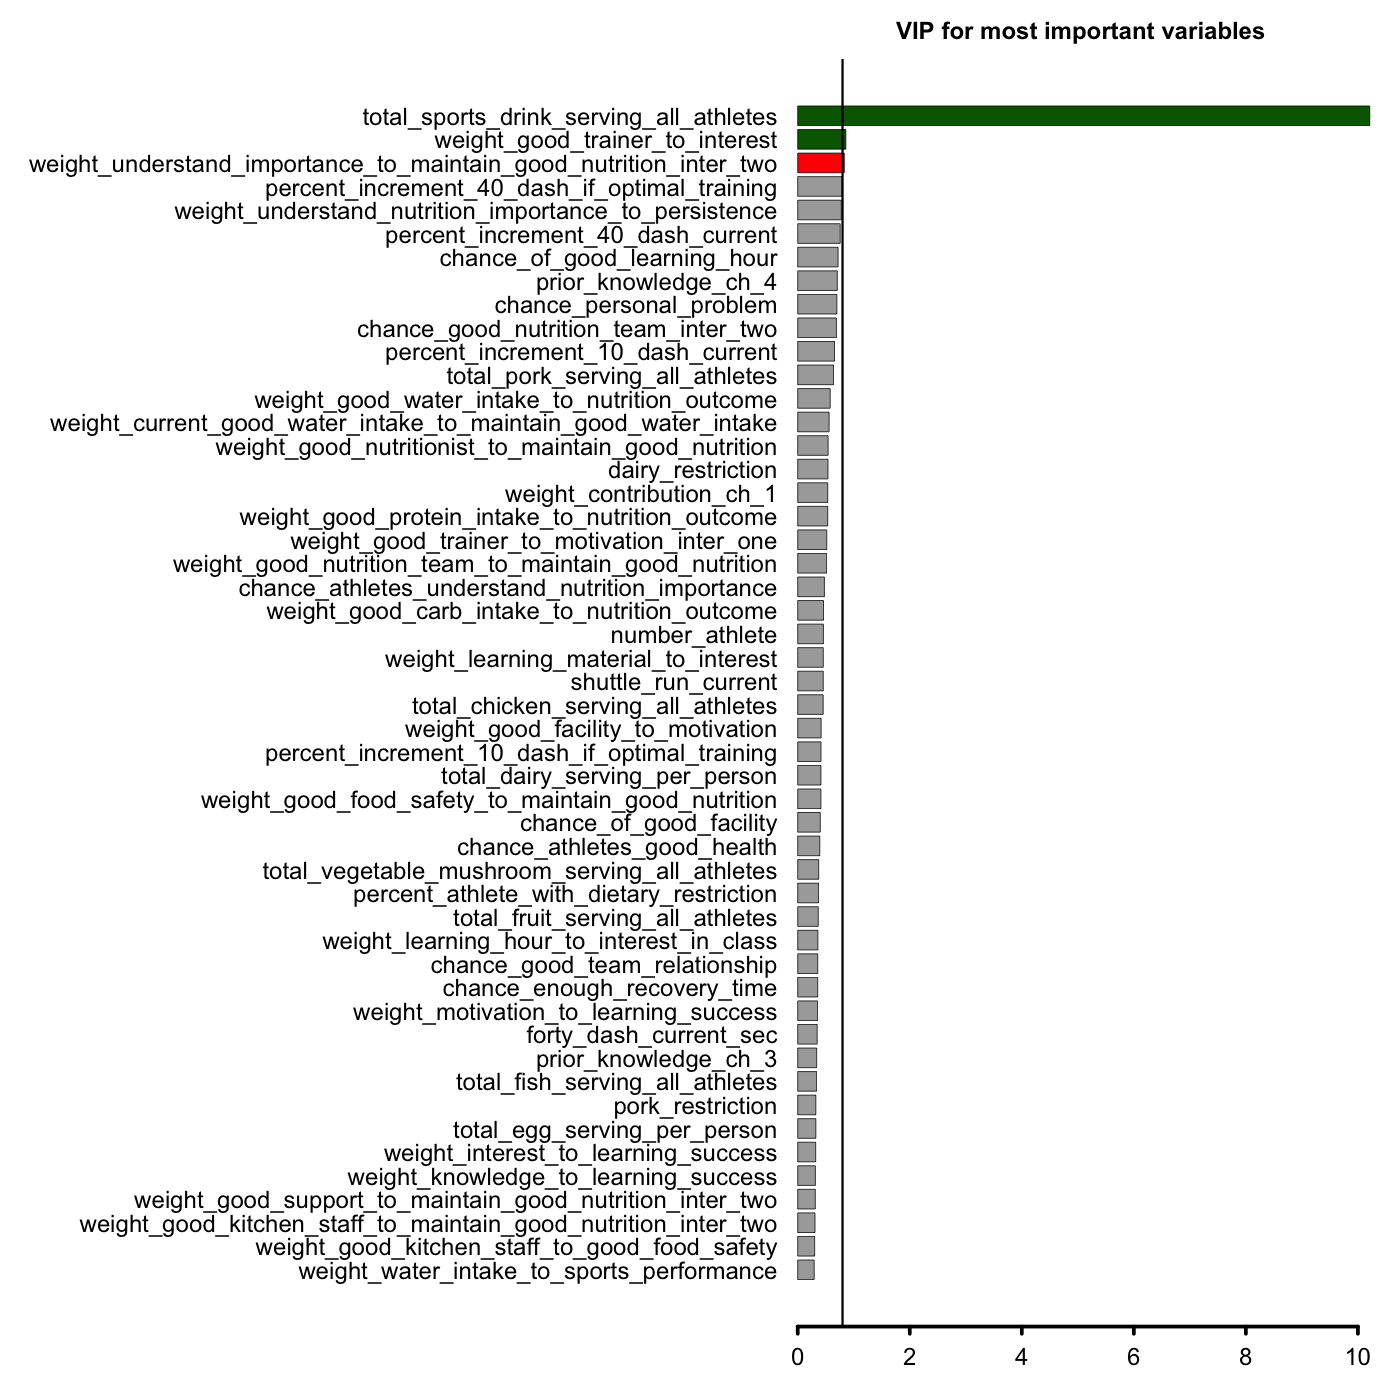 VIP for most important variables
total_sports_drink_serving_all_athletes
weight_good_trainer_to_interest
weight_understand_importance_to_maintain_good_nutrition_inter_two
percent_increment_40_dash_if_optimal_training
weight_understand_nutrition_importance_to_persistence
percent_increment_40_dash_current
chance_of_good_learning_hour
prior_knowledge_ch_4
chance_personal_problem
chance_good_nutrition_team_inter_two
percent_increment_10_dash_current
total_pork_serving_all_athletes
weight_good_water_intake_to_nutrition_outcome
weight_current_good_water_intake_to_maintain_good_water_intake
weight_good_nutritionist_to_maintain_good_nutrition
dairy_restriction
weight_contribution_ch_1
weight_good_protein_intake_to_nutrition_outcome
weight_good_trainer_to_motivation_inter_one
weight_good_nutrition_team_to_maintain_good_nutrition
chance_athletes_understand_nutrition_importance
weight_good_carb_intake_to_nutrition_outcome
number_athlete
weight_learning_material_to_interest
shuttle_run_current
total_chicken_serving_all_athletes
weight_good_facility_to_motivation
percent_increment_10_dash_if_optimal_training
total_dairy_serving_per_person
weight_good_food_safety_to_maintain_good_nutrition
chance_of_good_facility
chance_athletes_good_health
total_vegetable_mushroom_serving_all_athletes
percent_athlete_with_dietary_restriction
total_fruit_serving_all_athletes
weight_learning_hour_to_interest_in_class
chance_good_team_relationship
chance_enough_recovery_time
weight_motivation_to_learning_success
forty_dash_current_sec
prior_knowledge_ch_3
total_fish_serving_all_athletes
pork_restriction
total_egg_serving_per_person
weight_interest_to_learning_success
weight_knowledge_to_learning_success
weight_good_support_to_maintain_good_nutrition_inter_two
weight_good_kitchen_staff_to_maintain_good_nutrition_inter_two
weight_good_kitchen_staff_to_good_food_safety
weight_water_intake_to_sports_performance
0 2 4 6 8 10